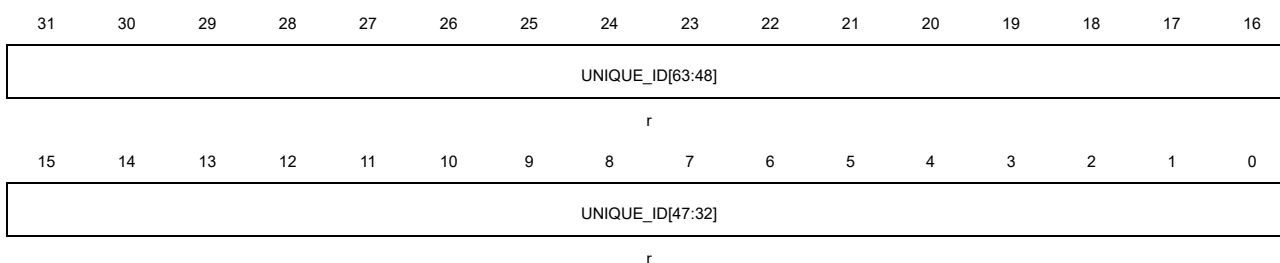 31 30 29 28 27 26 25 24 23 22 21 20 19 18 17 16
UNIQUE_ID[63:48]
r
15 14 13 12 11 10 9 8 7 6 5 4 3 2 1 0
UNIQUE_ID[47:32]
r